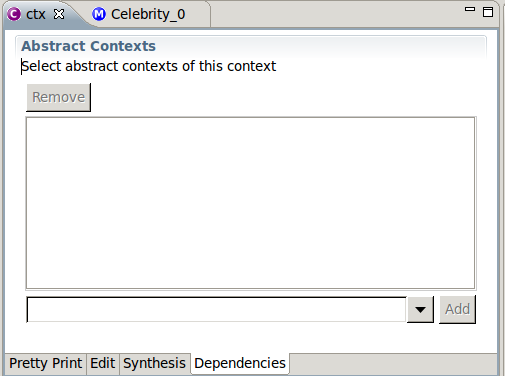 C ctx M Celebrity_0
Abstract Contexts
Select abstract contexts of this context
Remove
Add
Pretty Print Edit Synthesis Dependencies